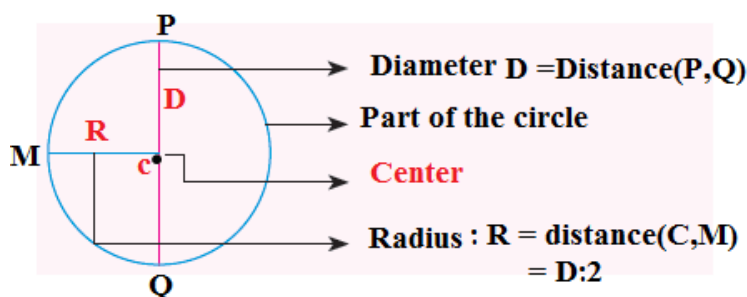 P
Diameter D =Distance(P,Q)
D
Part of the circle
R
M
c
Center
Radius : R = distance(C,M)
= D:2
Q